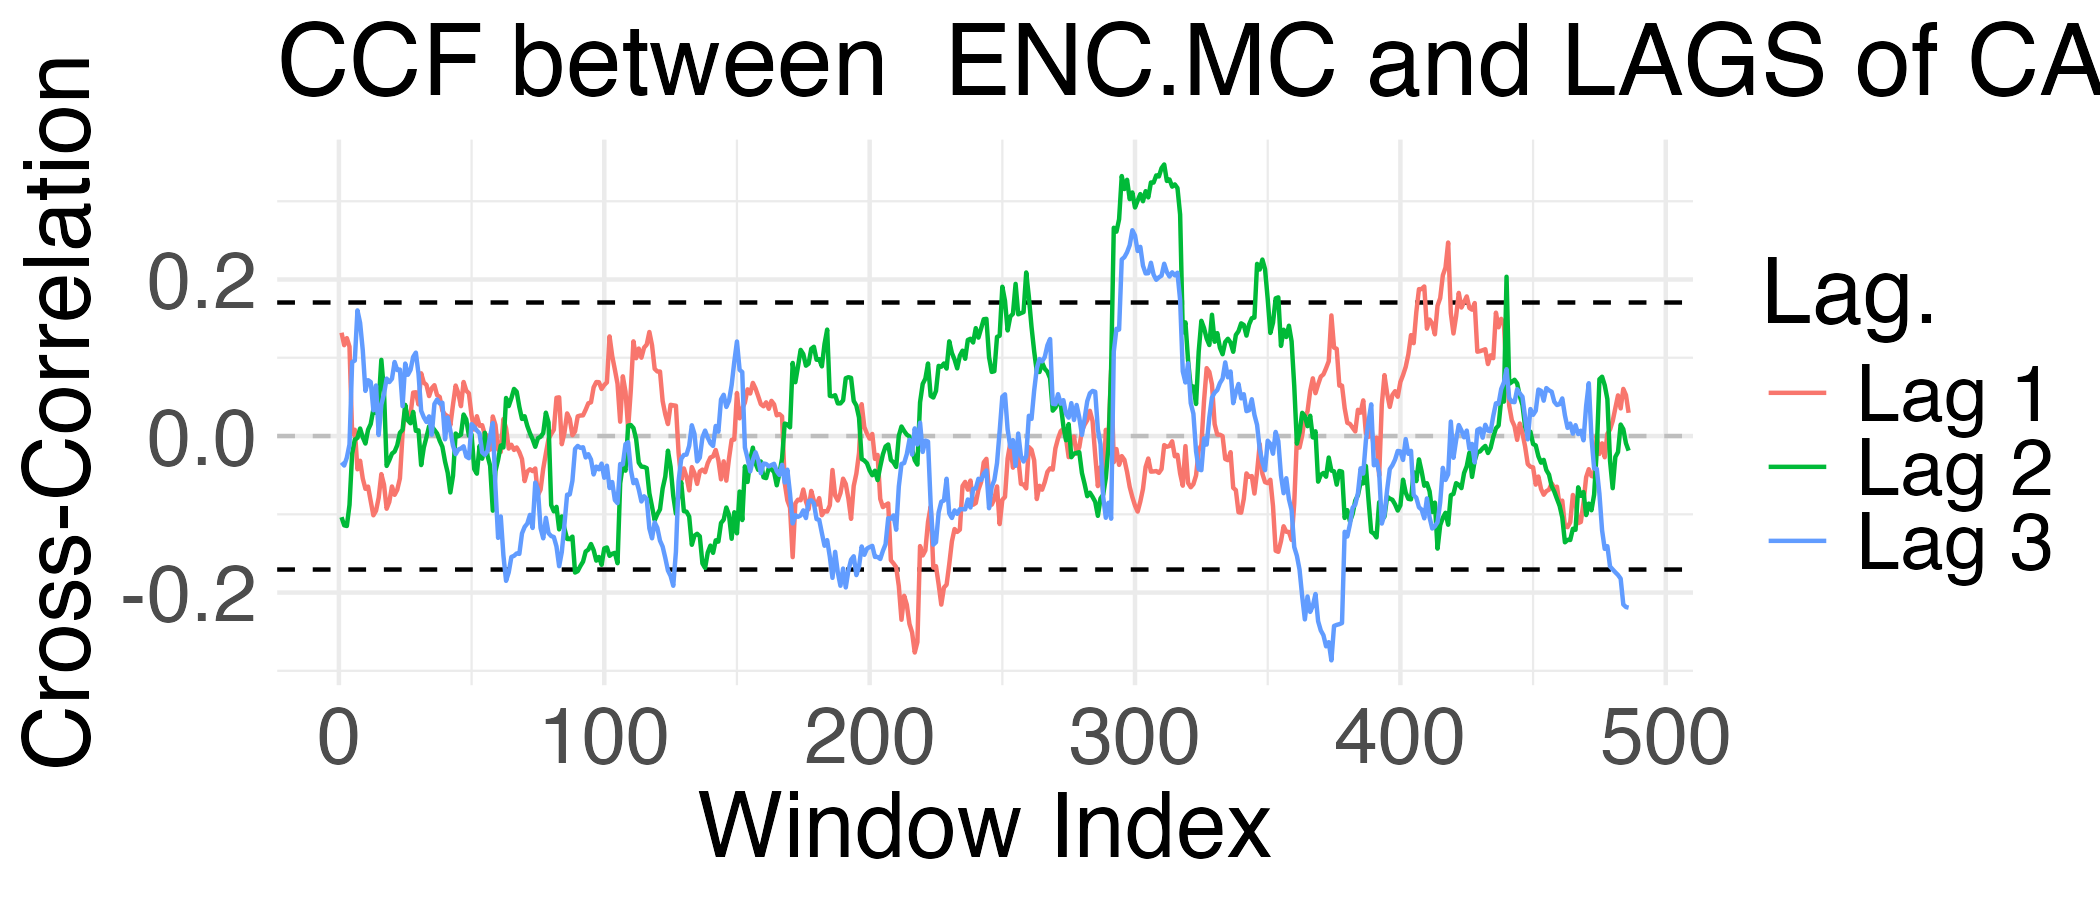 CCF between  ENC.MC and LAGS of CA
Cross-Correlation
0.2
0.0
-0.2
0
100
200
300
400
500
Window Index
Lag.
Lag 1
Lag 2
Lag 3